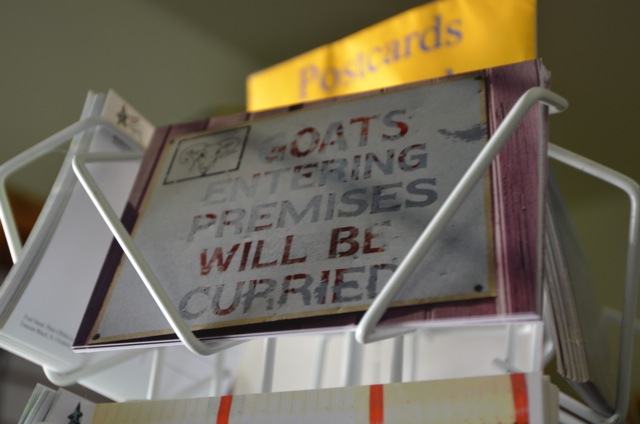 Postcards
GOATS
ENTERING
PREMISES
WILL BE
CURRIED